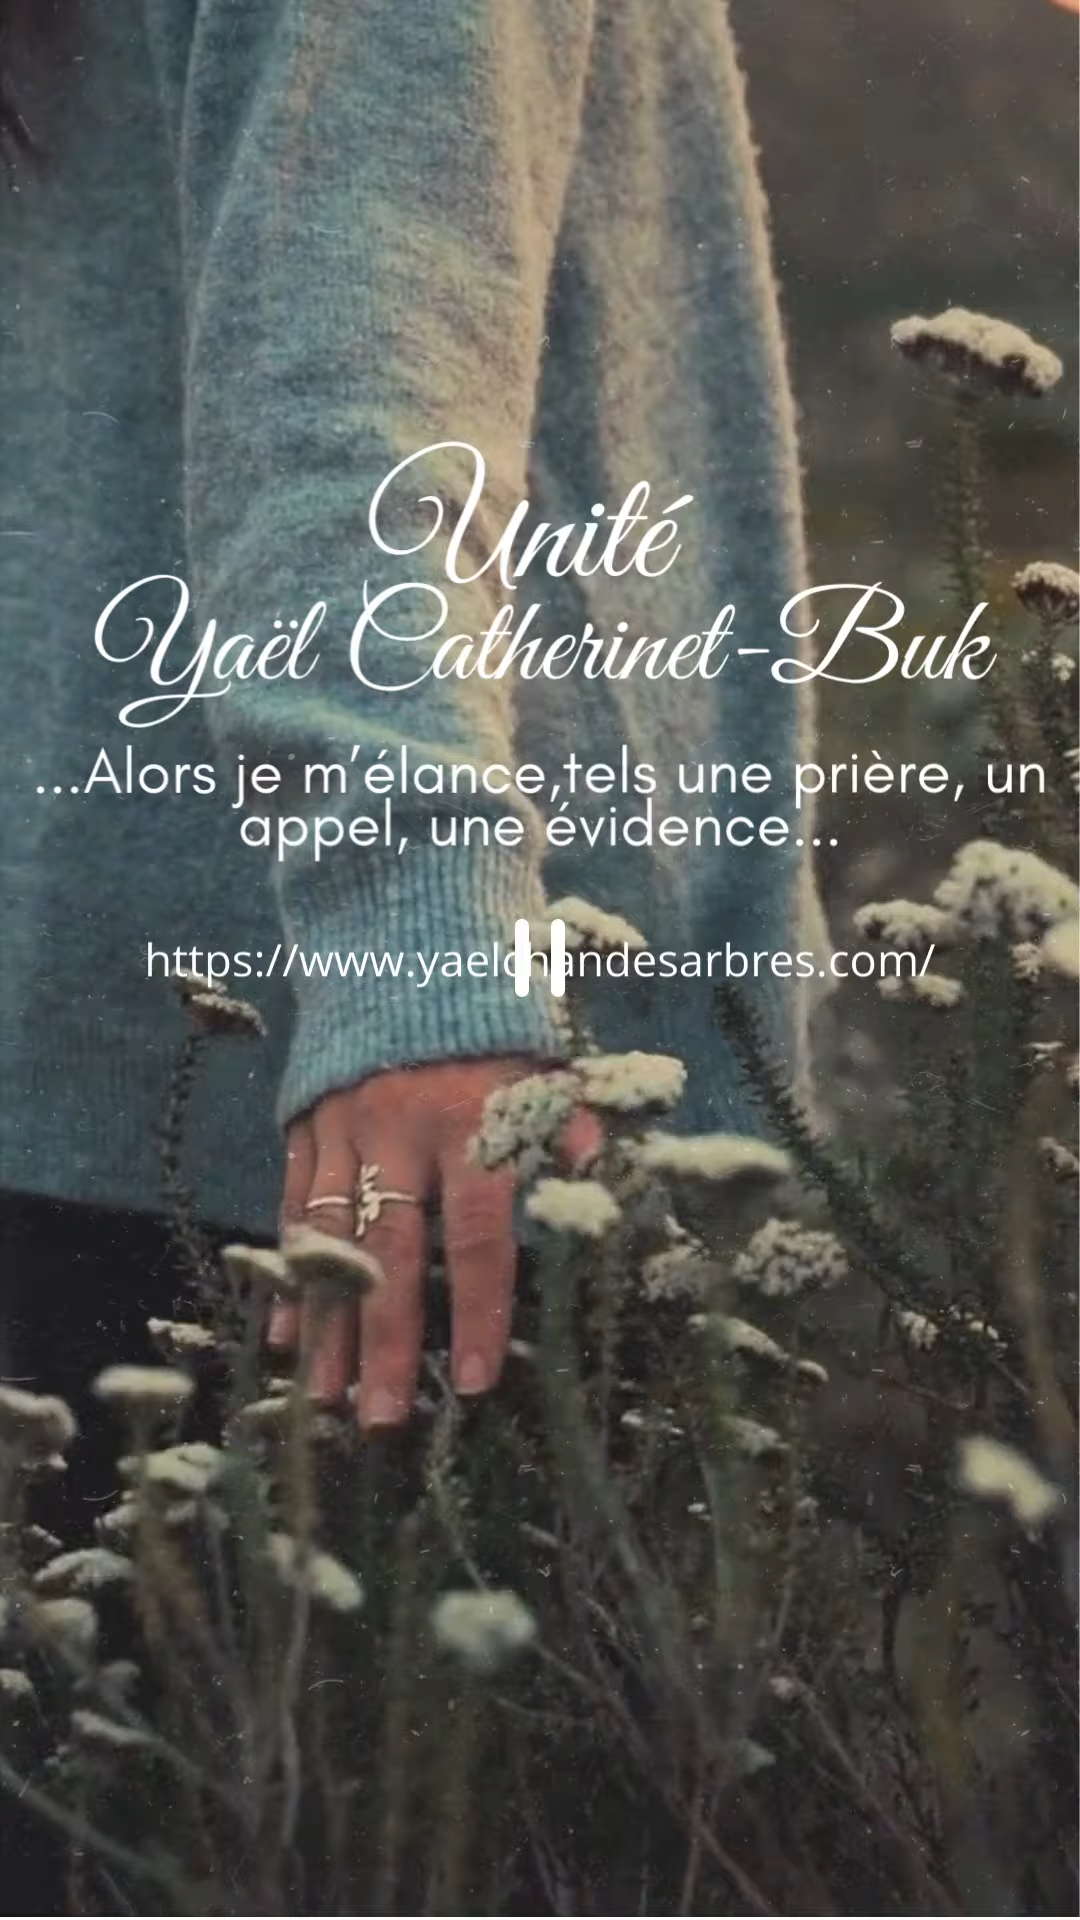 Unité
Yaël Catherinet-Buk
...Alors je m'élance,tels une prière, un
appel, une évidence...
https://www.yaelchandesarbres.com/